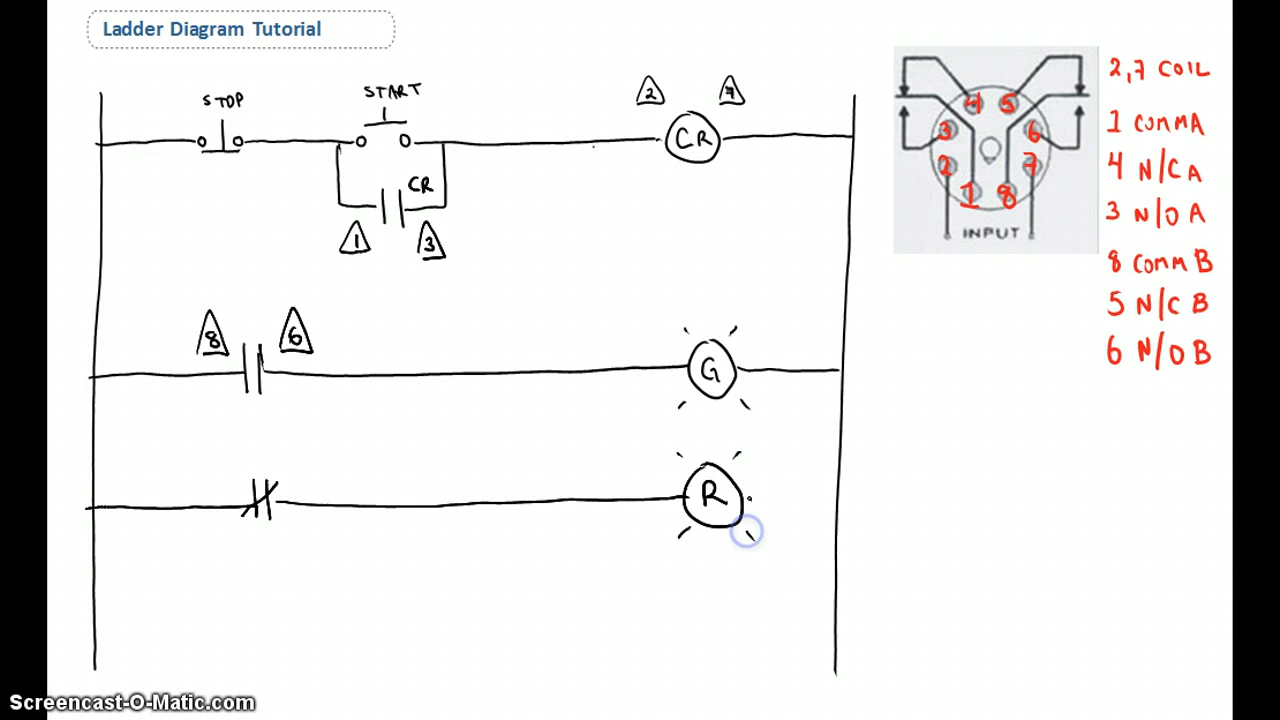 Ladder Diagram Tutorial
STOP
START
2
7
CR
CR
1
3
8
6
G
R
4 5
3 6
2 7
1 8
INPUT
2,7 COIL
1 COMM A
4 N/C A
3 N/O A
8 COMM B
5 N/C B
6 N/O B
Screencast-O-Matic.com